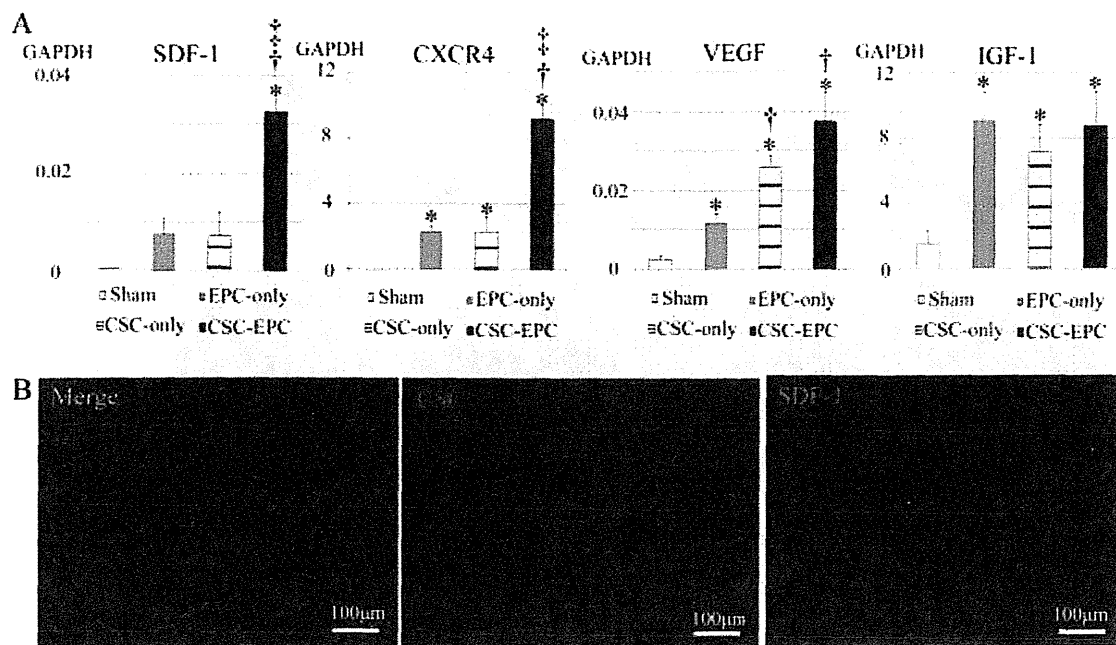 A
GAPDH SDF-1
0.04
0.02
0
‡
†
*
□Sham ■EPC-only
≡CSC-only ■CSC-EPC
GAPDH CXCR4
12
8
4
0
* * ‡ † *
□Sham ■EPC-only
≡CSC-only ■CSC-EPC
GAPDH VEGF
0.04
0.02
0
* † * † *
□Sham ■EPC-only
≡CSC-only ■CSC-EPC
GAPDH IGF-1
12
8
4
0
* * *
□Sham ■EPC-only
≡CSC-only ■CSC-EPC
B
Merge
100μm
100μm
SDF-1
100μm